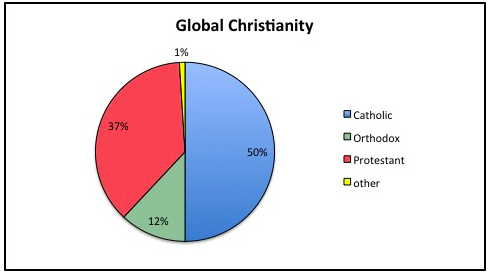 Global Christianity
1%
37%
50%
12%
Catholic
Orthodox
Protestant
other